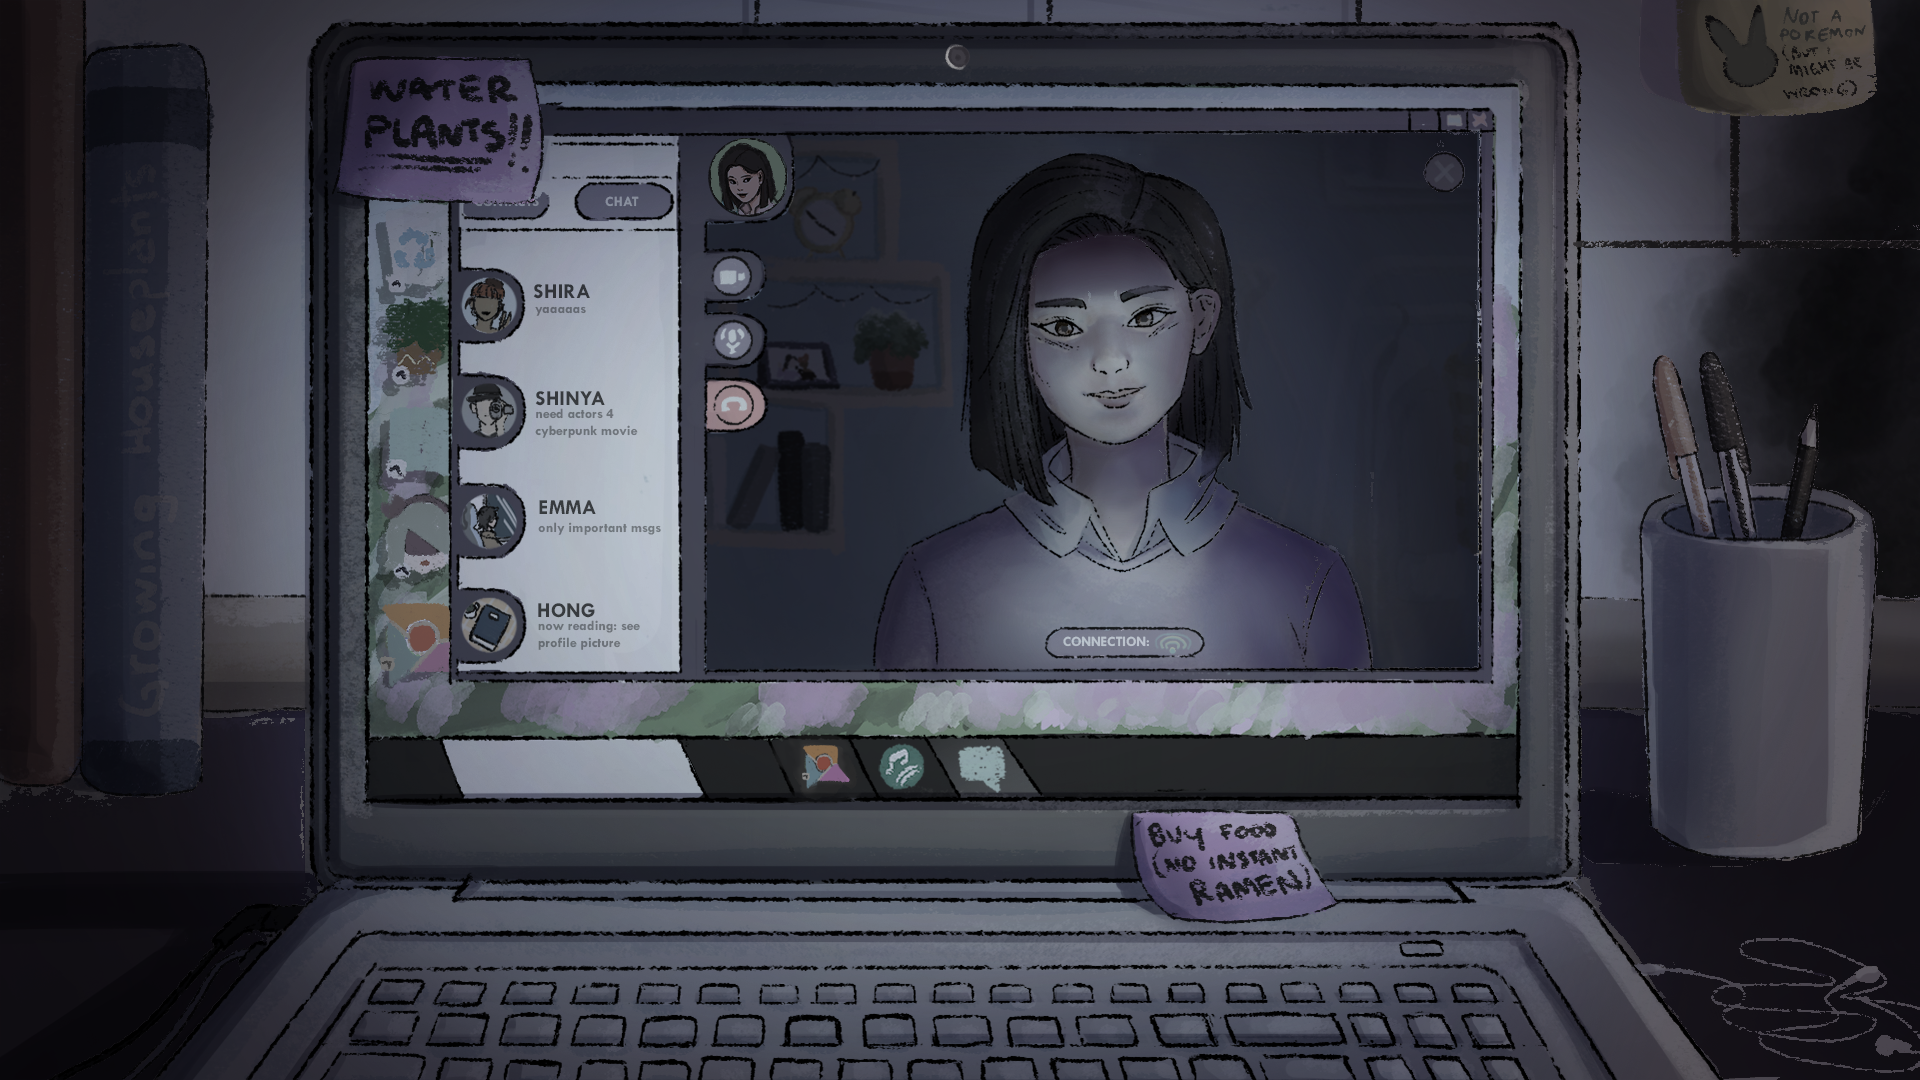 WATER
PLANTS!!
NOT A
POKEMON
(BUT I
MIGHT BE
WRONG)
Growing HousePlants
CONTACTS
CHAT
SHIRA
yaaaaas
SHINYA
need actors 4
cyberpunk movie
EMMA
only important msgs
HONG
now reading: see
profile picture
CONNECTION:
BUY FOOD
(NO INSTANT
RAMEN)